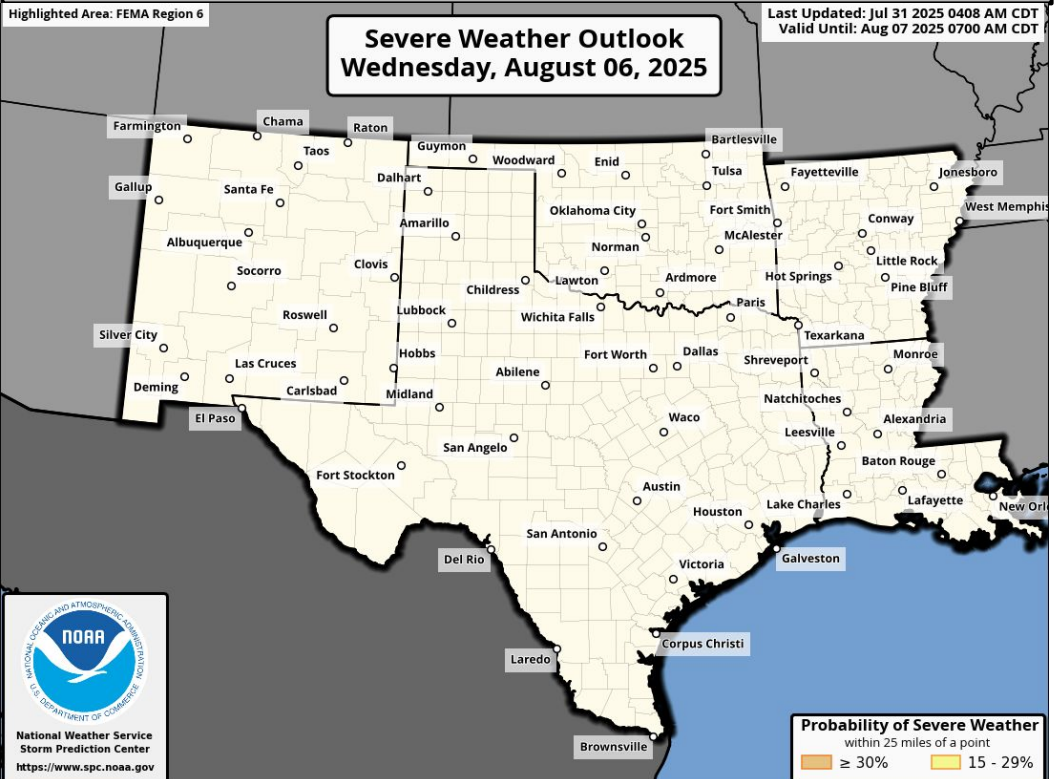 Highlighted Area: FEMA Region 6
Severe Weather Outlook
Wednesday, August 06, 2025
Last Updated: Jul 31 2025 0408 AM CDT
Valid Until: Aug 07 2025 0700 AM CDT
Farmington
Chama
Raton
Taos
Guymon
Woodward
Enid
Bartlesville
Tulsa
Fayetteville
Jonesboro
Gallup
Santa Fe
Dalhart
Oklahoma City
Fort Smith
West Memphis
Albuquerque
Amarillo
Norman
McAlester
Conway
Socorro
Clovis
Childress
Lawton
Ardmore
Hot Springs
Little Rock
Pine Bluff
Roswell
Lubbock
Wichita Falls
Paris
Texarkana
Silver City
Las Cruces
Hobbs
Fort Worth
Dallas
Shreveport
Monroe
Deming
Carlsbad
Midland
Abilene
Natchitoches
El Paso
San Angelo
Waco
Leesville
Alexandria
Fort Stockton
Austin
Baton Rouge
Houston
Lake Charles
Lafayette
New Orl
Del Rio
San Antonio
Victoria
Galveston
Laredo
Corpus Christi
Brownsville
NATIONAL OCEANIC AND ATMOSPHERIC ADMINISTRATION
NOAA
U.S. DEPARTMENT OF COMMERCE
National Weather Service
Storm Prediction Center
https://www.spc.noaa.gov
Probability of Severe Weather
within 25 miles of a point
≥ 30%
15 - 29%